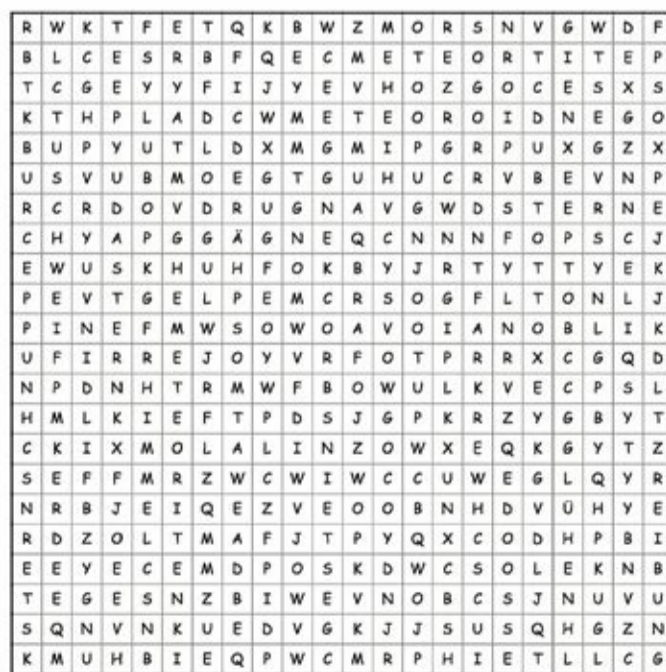 R W K T F E T Q K B W Z M O R S N V G W D F
B L C E S R B F Q E C M E T E O R T I T E P
T C G E Y Y F I J Y E V H O Z G O C E S X S
K T H P L A D C W M E T E O R O I D N E G O
B U P Y U T L D X M G M I P G R P U X G Z X
U S V U B M O E G T G U H U C R V B E V N P
R C R D O V D R U G N A V G W D S T E R N E
C H Y A P G G Ä G N E Q C N N N F O P S C J
E W U S K H U H F O K B Y J R T Y T T Y E K
P E V T G E L P E M C R S O G F L T O N L J
P I N E F M W S O W O A V O I A N O B L I K
U F I R R E J O Y V R F O T P R R X C G Q D
N P D N H T R M W F B O W U L K V E C P S L
H M L K I E F T P D S J G P K R Z Y G B Y T
C K I X M O L A L I N Z O W X E Q K G Y T Z
S E F F M R Z W C W I W C C U W E G L Q Y R
N R B J E I Q E Z V E O O B N H D V Ü H Y E
R D Z O L T M A F J T P Y Q X C O D H P B I
E E Y E C E M D P O S K D W C S O L E K N B
T E G E S N Z B I W E V N O B C S J N U V U
S Q N V N K U E D V G K J J S U S Q H G Z N
K M U H B I E Q P W C M R P H I E T L L C G